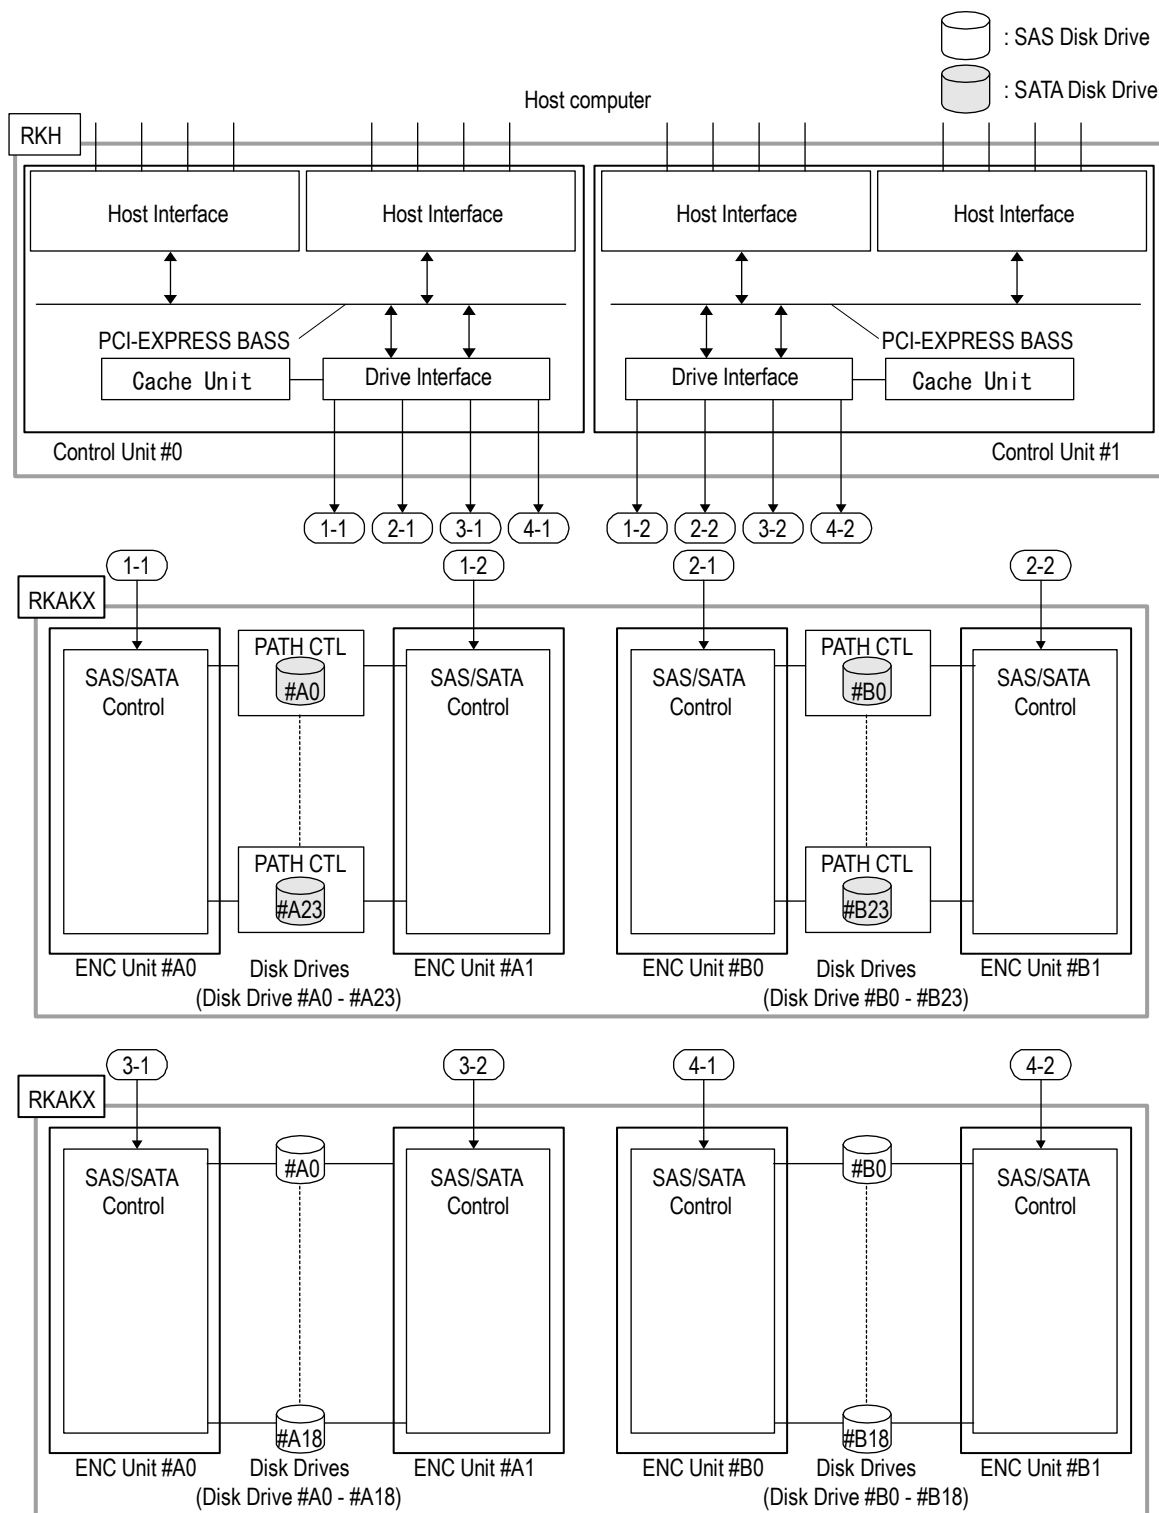 : SAS Disk Drive
: SATA Disk Drive
Host computer
RKH
Host Interface
Host Interface
Host Interface
Host Interface
PCI-EXPRESS BASS
PCI-EXPRESS BASS
Cache Unit
Drive Interface
Drive Interface
Cache Unit
Control Unit #0
Control Unit #1
1-1
2-1
3-1
4-1
1-2
2-2
3-2
4-2
1-1
1-2
2-1
2-2
RKAKX
SAS/SATA
Control
PATH CTL
#A0
SAS/SATA
Control
SAS/SATA
Control
PATH CTL
#B0
SAS/SATA
Control
PATH CTL
#A23
PATH CTL
#B23
ENC Unit #A0
Disk Drives
(Disk Drive #A0 - #A23)
ENC Unit #A1
ENC Unit #B0
Disk Drives
(Disk Drive #B0 - #B23)
ENC Unit #B1
3-1
3-2
4-1
4-2
RKAKX
SAS/SATA
Control
#A0
SAS/SATA
Control
SAS/SATA
Control
#B0
SAS/SATA
Control
#A18
#B18
ENC Unit #A0
Disk Drives
(Disk Drive #A0 - #A18)
ENC Unit #A1
ENC Unit #B0
Disk Drives
(Disk Drive #B0 - #B18)
ENC Unit #B1